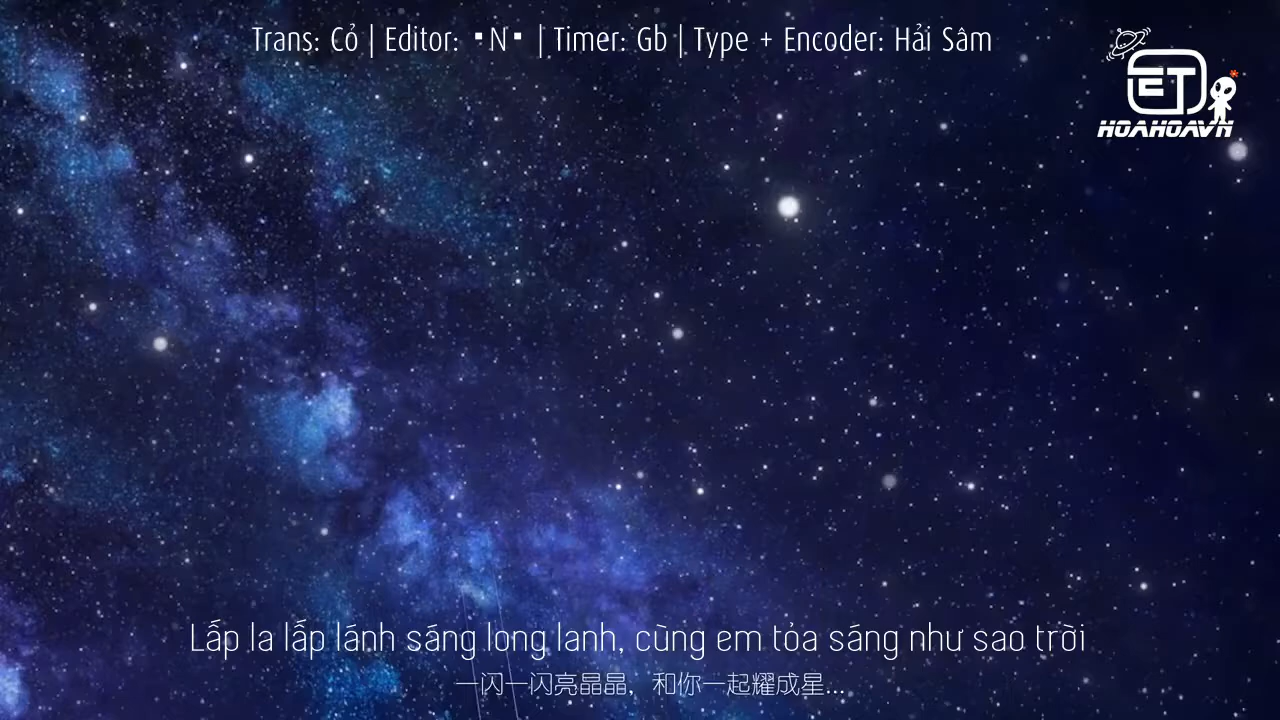 Trans: Cỏ | Editor: ▪N▪ | Timer: Gb | Type + Encoder: Hải Sâm
ET
HOAHOAVN
Lấp la lấp lánh sáng long lanh, cùng em tỏa sáng như sao trời
一闪一闪亮晶晶，和你一起耀成星...